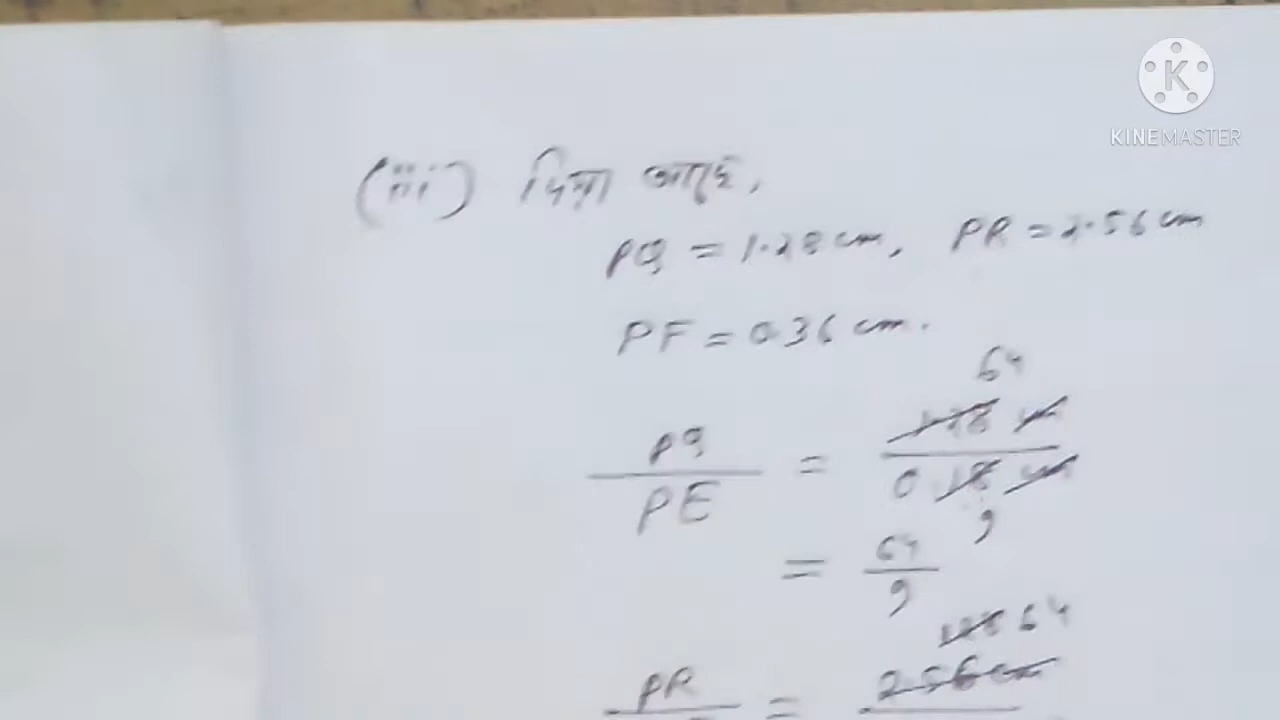 KINEMASTER
(iii) দিয়া আছে,
PQ = 1.28 cm, PR = 2.56 cm
PF = 0.36 cm.
64
PQ / PE = 1.28 cm / 0.18 cm
9
= 64/9
128 64
PR = 2.56 cm